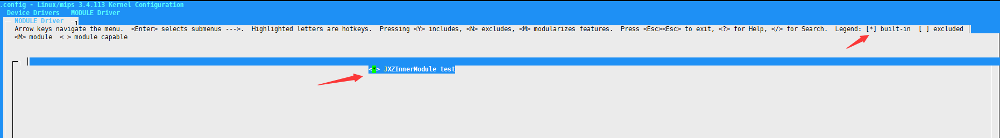 .config - Linux/mips 3.4.113 Kernel Configuration
Device Drivers   MODULE Driver
MODULE Driver
Arrow keys navigate the menu.  <Enter> selects submenus --->.  Highlighted letters are hotkeys.  Pressing <Y> includes, <N> excludes, <M> modularizes features.  Press <Esc><Esc> to exit, <?> for Help, </> for Search.  Legend: [*] built-in  [ ] excluded
<M> module  < > module capable
<*> JXZInnerModule test